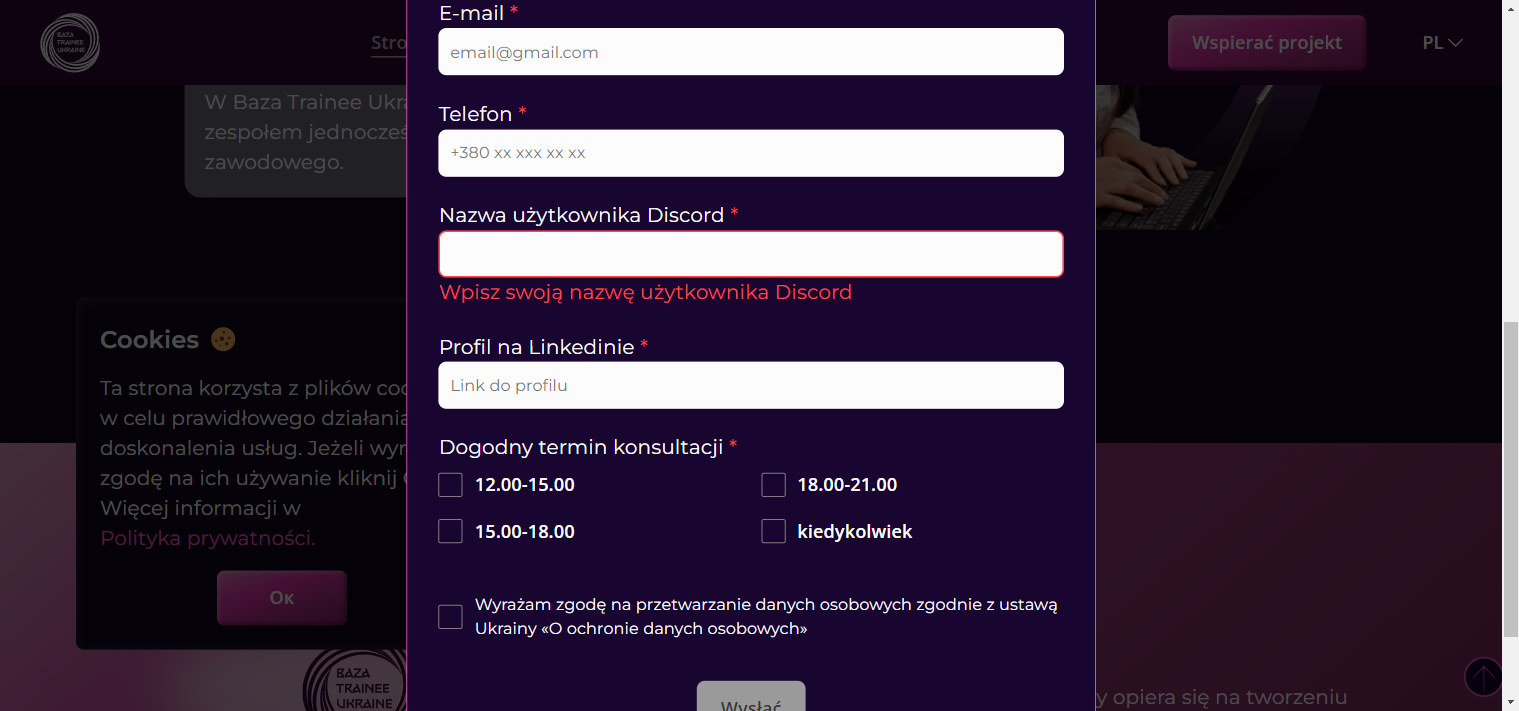 BAZA
TRAINEE
UKRAINE
Stro
Wspierać projekt
PL
E-mail *
email@gmail.com
Telefon *
+380 xx xxx xx xx
Nazwa użytkownika Discord *
Wpisz swoją nazwę użytkownika Discord
Profil na Linkedinie *
Link do profilu
Dogodny termin konsultacji *
12.00-15.00
18.00-21.00
15.00-18.00
kiedykolwiek
Wyrażam zgodę na przetwarzanie danych osobowych zgodnie z ustawą
Ukrainy «O ochronie danych osobowych»
Wysłać
W Baza Trainee Ukra
zespołem jednocześ
zawodowego.
Cookies
Ta strona korzysta z plików coo
w celu prawidłowego działania
doskonalenia usług. Jeżeli wyr
zgodę na ich używanie kliknij
Więcej informacji w
Polityka prywatności.
Ок
BAZA
TRAINEE
UKRAINE
y opiera się na tworzeniu